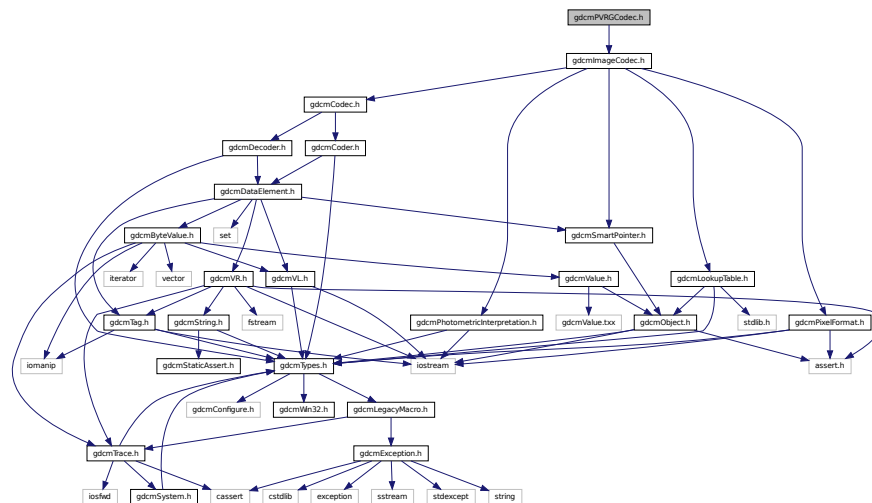 gdcmPVRGCodec.h
gdcmImageCodec.h
gdcmCodec.h
gdcmDecoder.h
gdcmCoder.h
gdcmDataElement.h
gdcmByteValue.h
set
gdcmSmartPointer.h
iterator
vector
gdcmVR.h
gdcmVL.h
gdcmValue.h
gdcmLookupTable.h
gdcmTag.h
gdcmString.h
fstream
gdcmPhotometricInterpretation.h
gdcmValue.txx
gdcmObject.h
stdlib.h
gdcmPixelFormat.h
iomanip
gdcmStaticAssert.h
gdcmTypes.h
iostream
assert.h
gdcmConfigure.h
gdcmWin32.h
gdcmLegacyMacro.h
gdcmTrace.h
gdcmException.h
iosfwd
gdcmSystem.h
cassert
cstdlib
exception
sstream
stdexcept
string